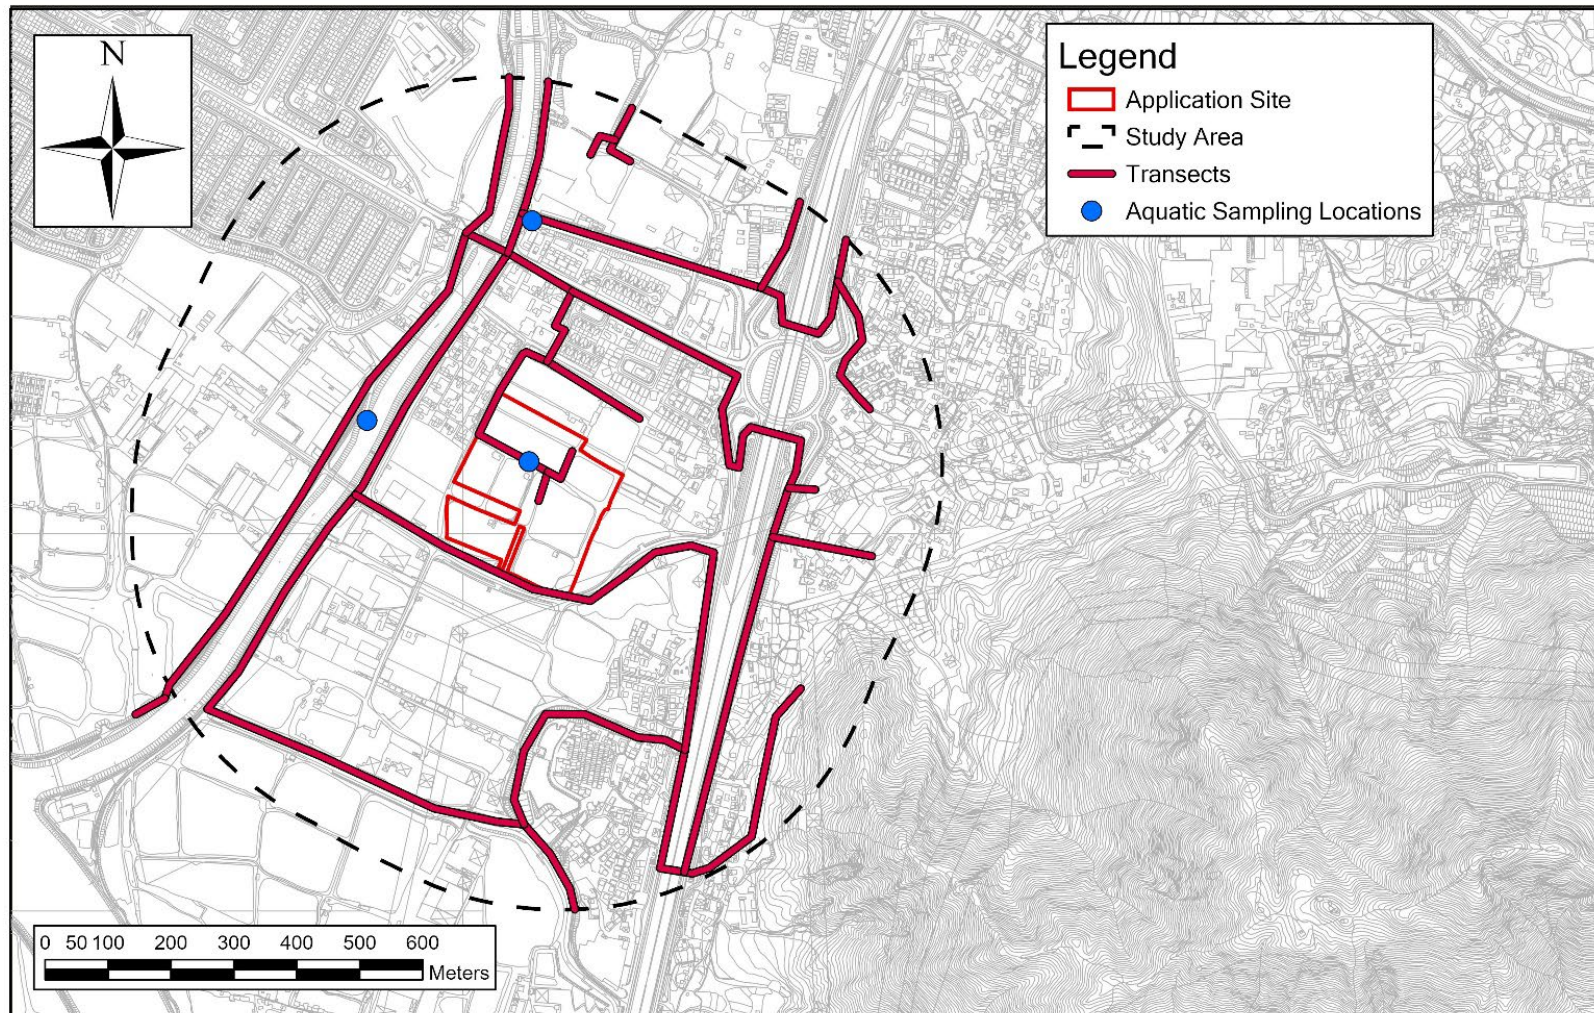 N
Legend
Application Site
Study Area
Transects
Aquatic Sampling Locations
0 50 100 200 300 400 500 600
Meters